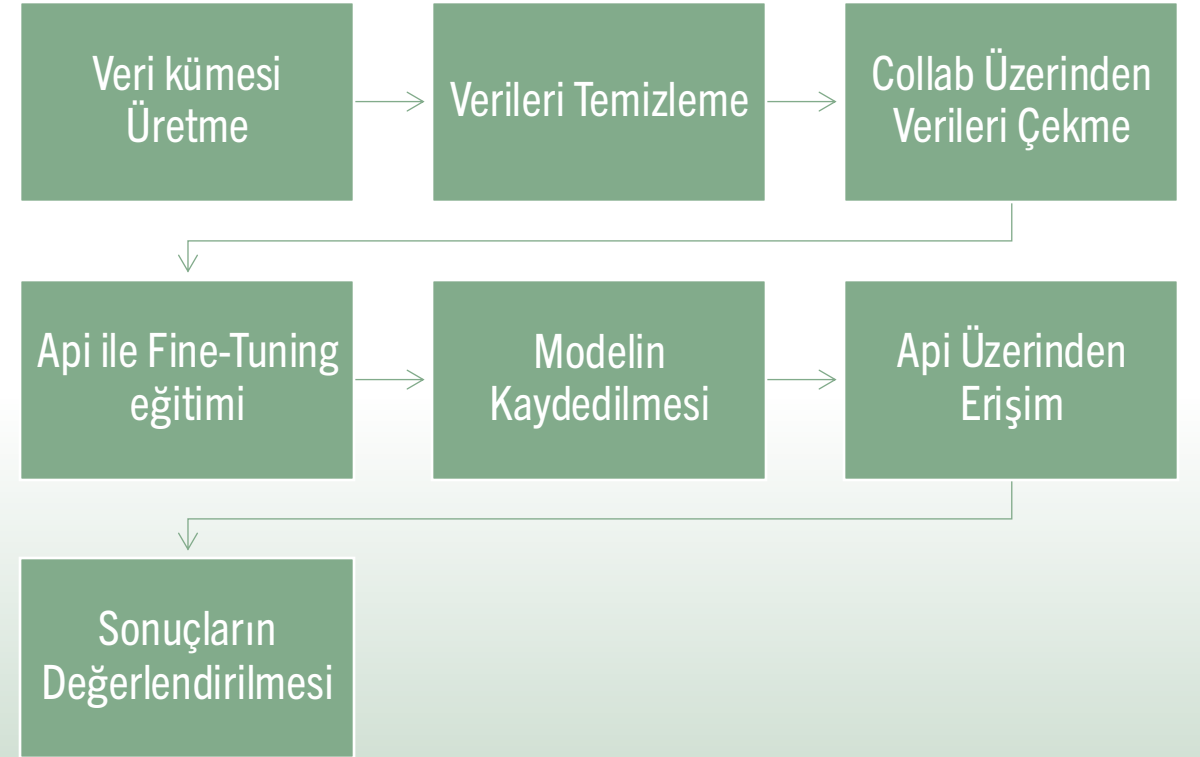 Veri kümesi
Üretme
Verileri Temizleme
Collab Üzerinden
Verileri Çekme
Api ile Fine-Tuning
eğitimi
Modelin
Kaydedilmesi
Api Üzerinden
Erişim
Sonuçların
Değerlendirilmesi